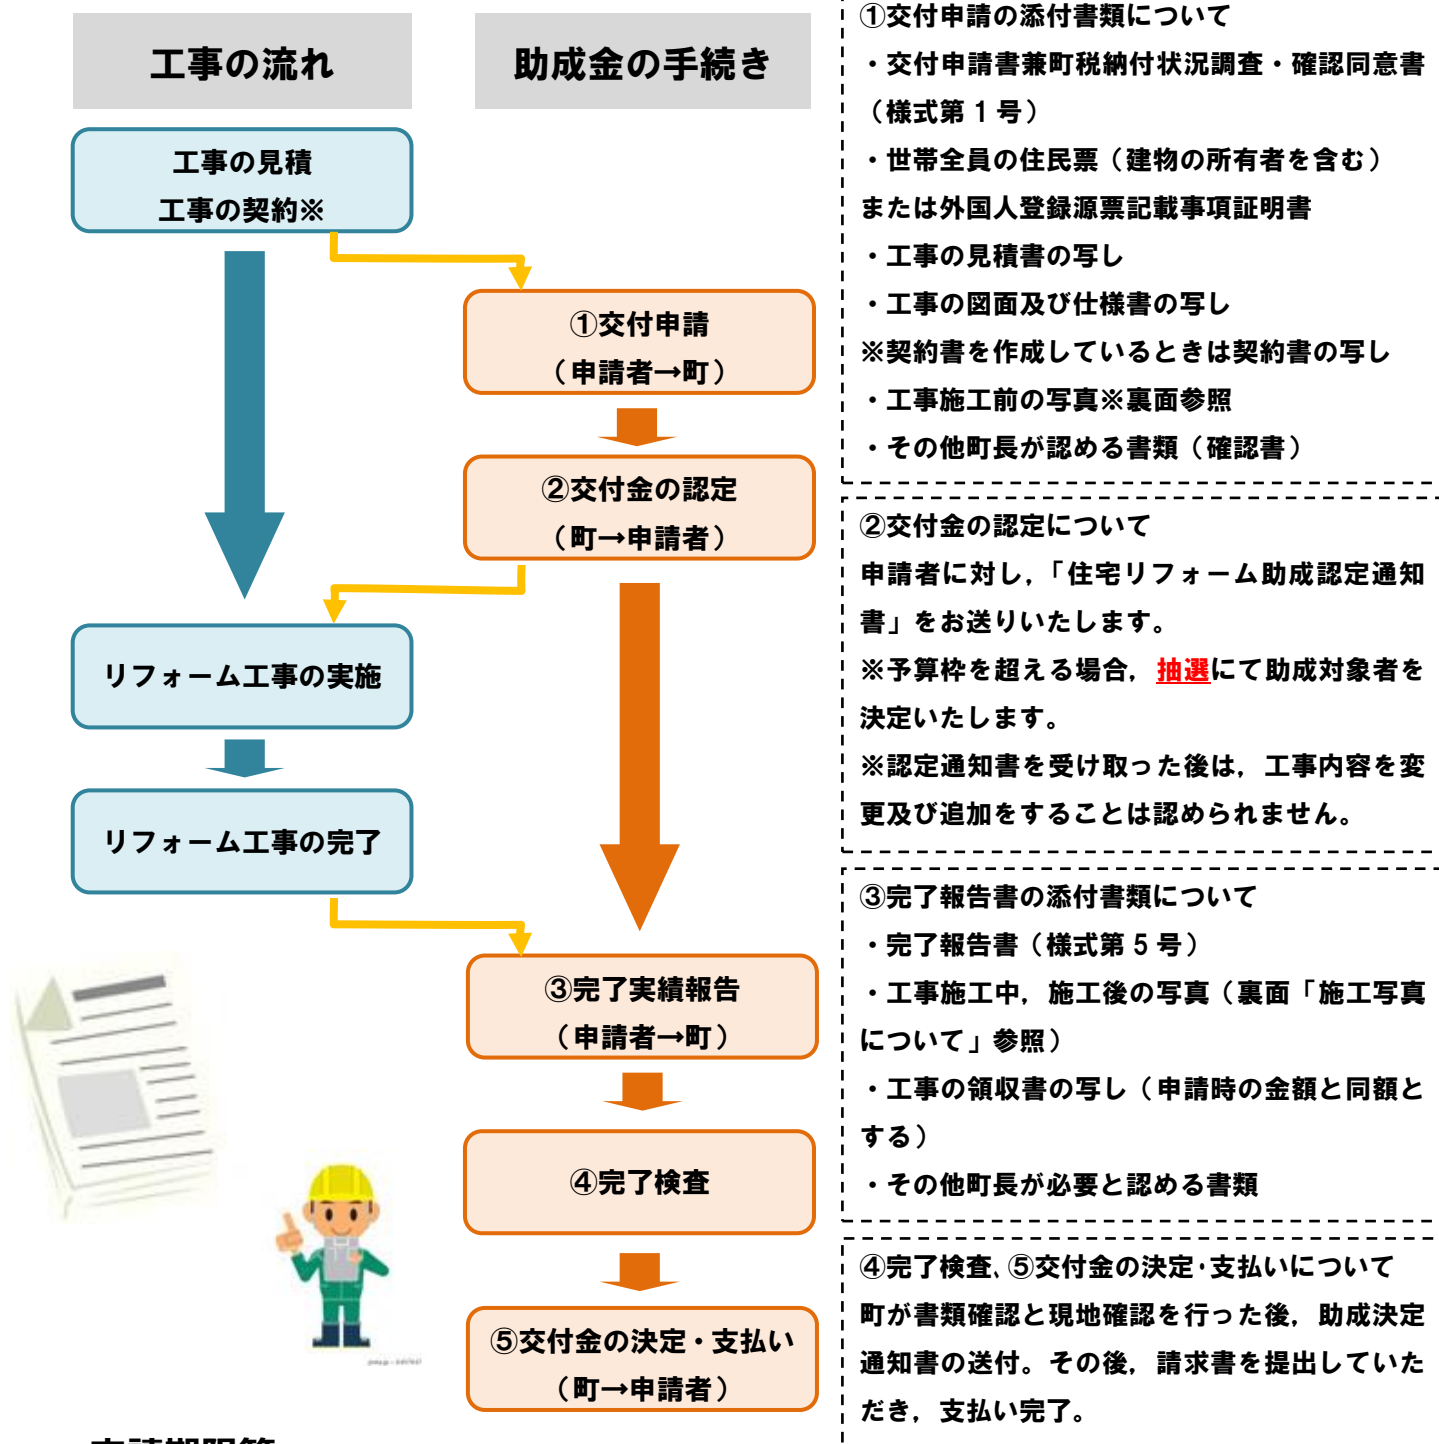 工事の流れ
助成金の手続き
工事の見積
工事の契約※
①交付申請
（申請者→町）
②交付金の認定
（町→申請者）
リフォーム工事の実施
リフォーム工事の完了
③完了実績報告
（申請者→町）
④完了検査
⑤交付金の決定・支払い
（町→申請者）
①交付申請の添付書類について
・交付申請書兼町税納付状況調査・確認同意書
（様式第1号）
・世帯全員の住民票（建物の所有者を含む）
または外国人登録源票記載事項証明書
・工事の見積書の写し
・工事の図面及び仕様書の写し
※契約書を作成しているときは契約書の写し
・工事施工前の写真※裏面参照
・その他町長が認める書類（確認書）
②交付金の認定について
申請者に対し，「住宅リフォーム助成認定通知
書」をお送りいたします。
※予算枠を超える場合，抽選にて助成対象者を
決定いたします。
※認定通知書を受け取った後は，工事内容を変
更及び追加をすることは認められません。
③完了報告書の添付書類について
・完了報告書（様式第5号）
・工事施工中，施工後の写真（裏面「施工写真
について」参照）
・工事の領収書の写し（申請時の金額と同額と
する）
・その他町長が必要と認める書類
④完了検査、⑤交付金の決定・支払いについて
町が書類確認と現地確認を行った後，助成決定
通知書の送付。その後，請求書を提出していた
だき，支払い完了。